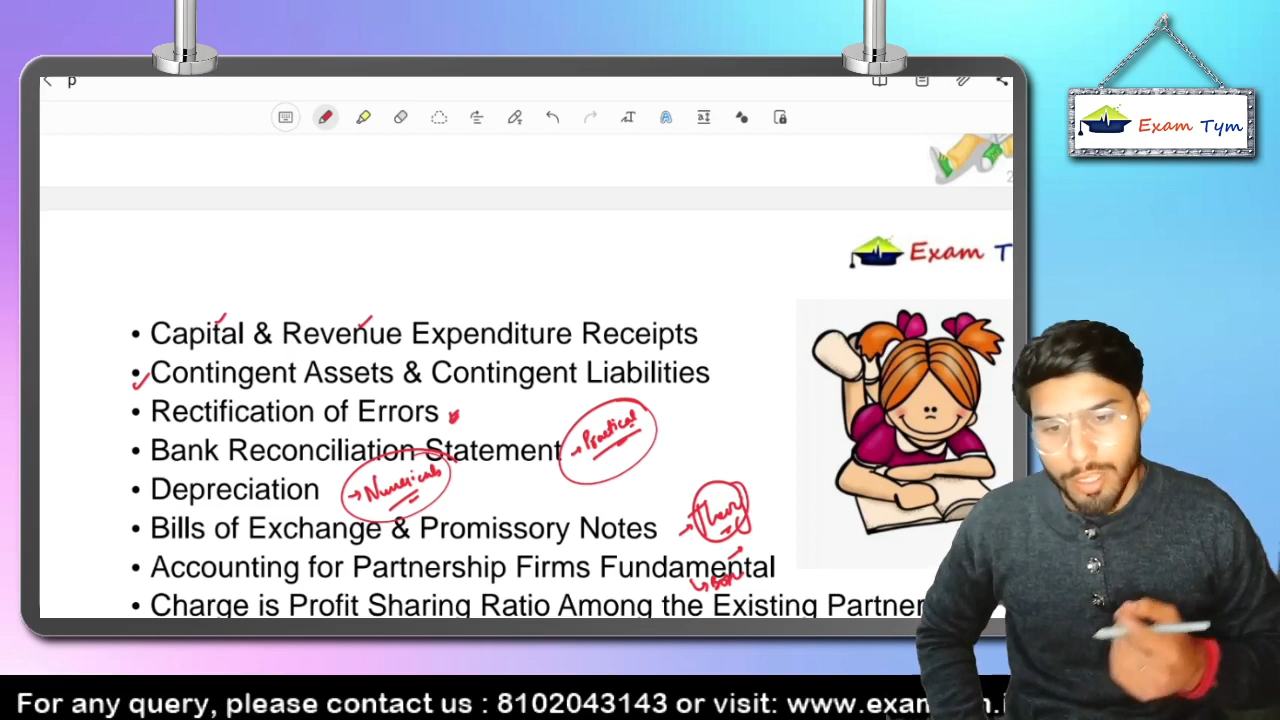 p
Exam Tym
Exam T
• Capital & Revenue Expenditure Receipts
• Contingent Assets & Contingent Liabilities
• Rectification of Errors
• Bank Reconciliation Statement → Practical
• Depreciation → Numericals
• Bills of Exchange & Promissory Notes → Theory
• Accounting for Partnership Firms Fundamental
• Charge is Profit Sharing Ratio Among the Existing Partner
For any query, please contact us : 8102043143 or visit: www.exam